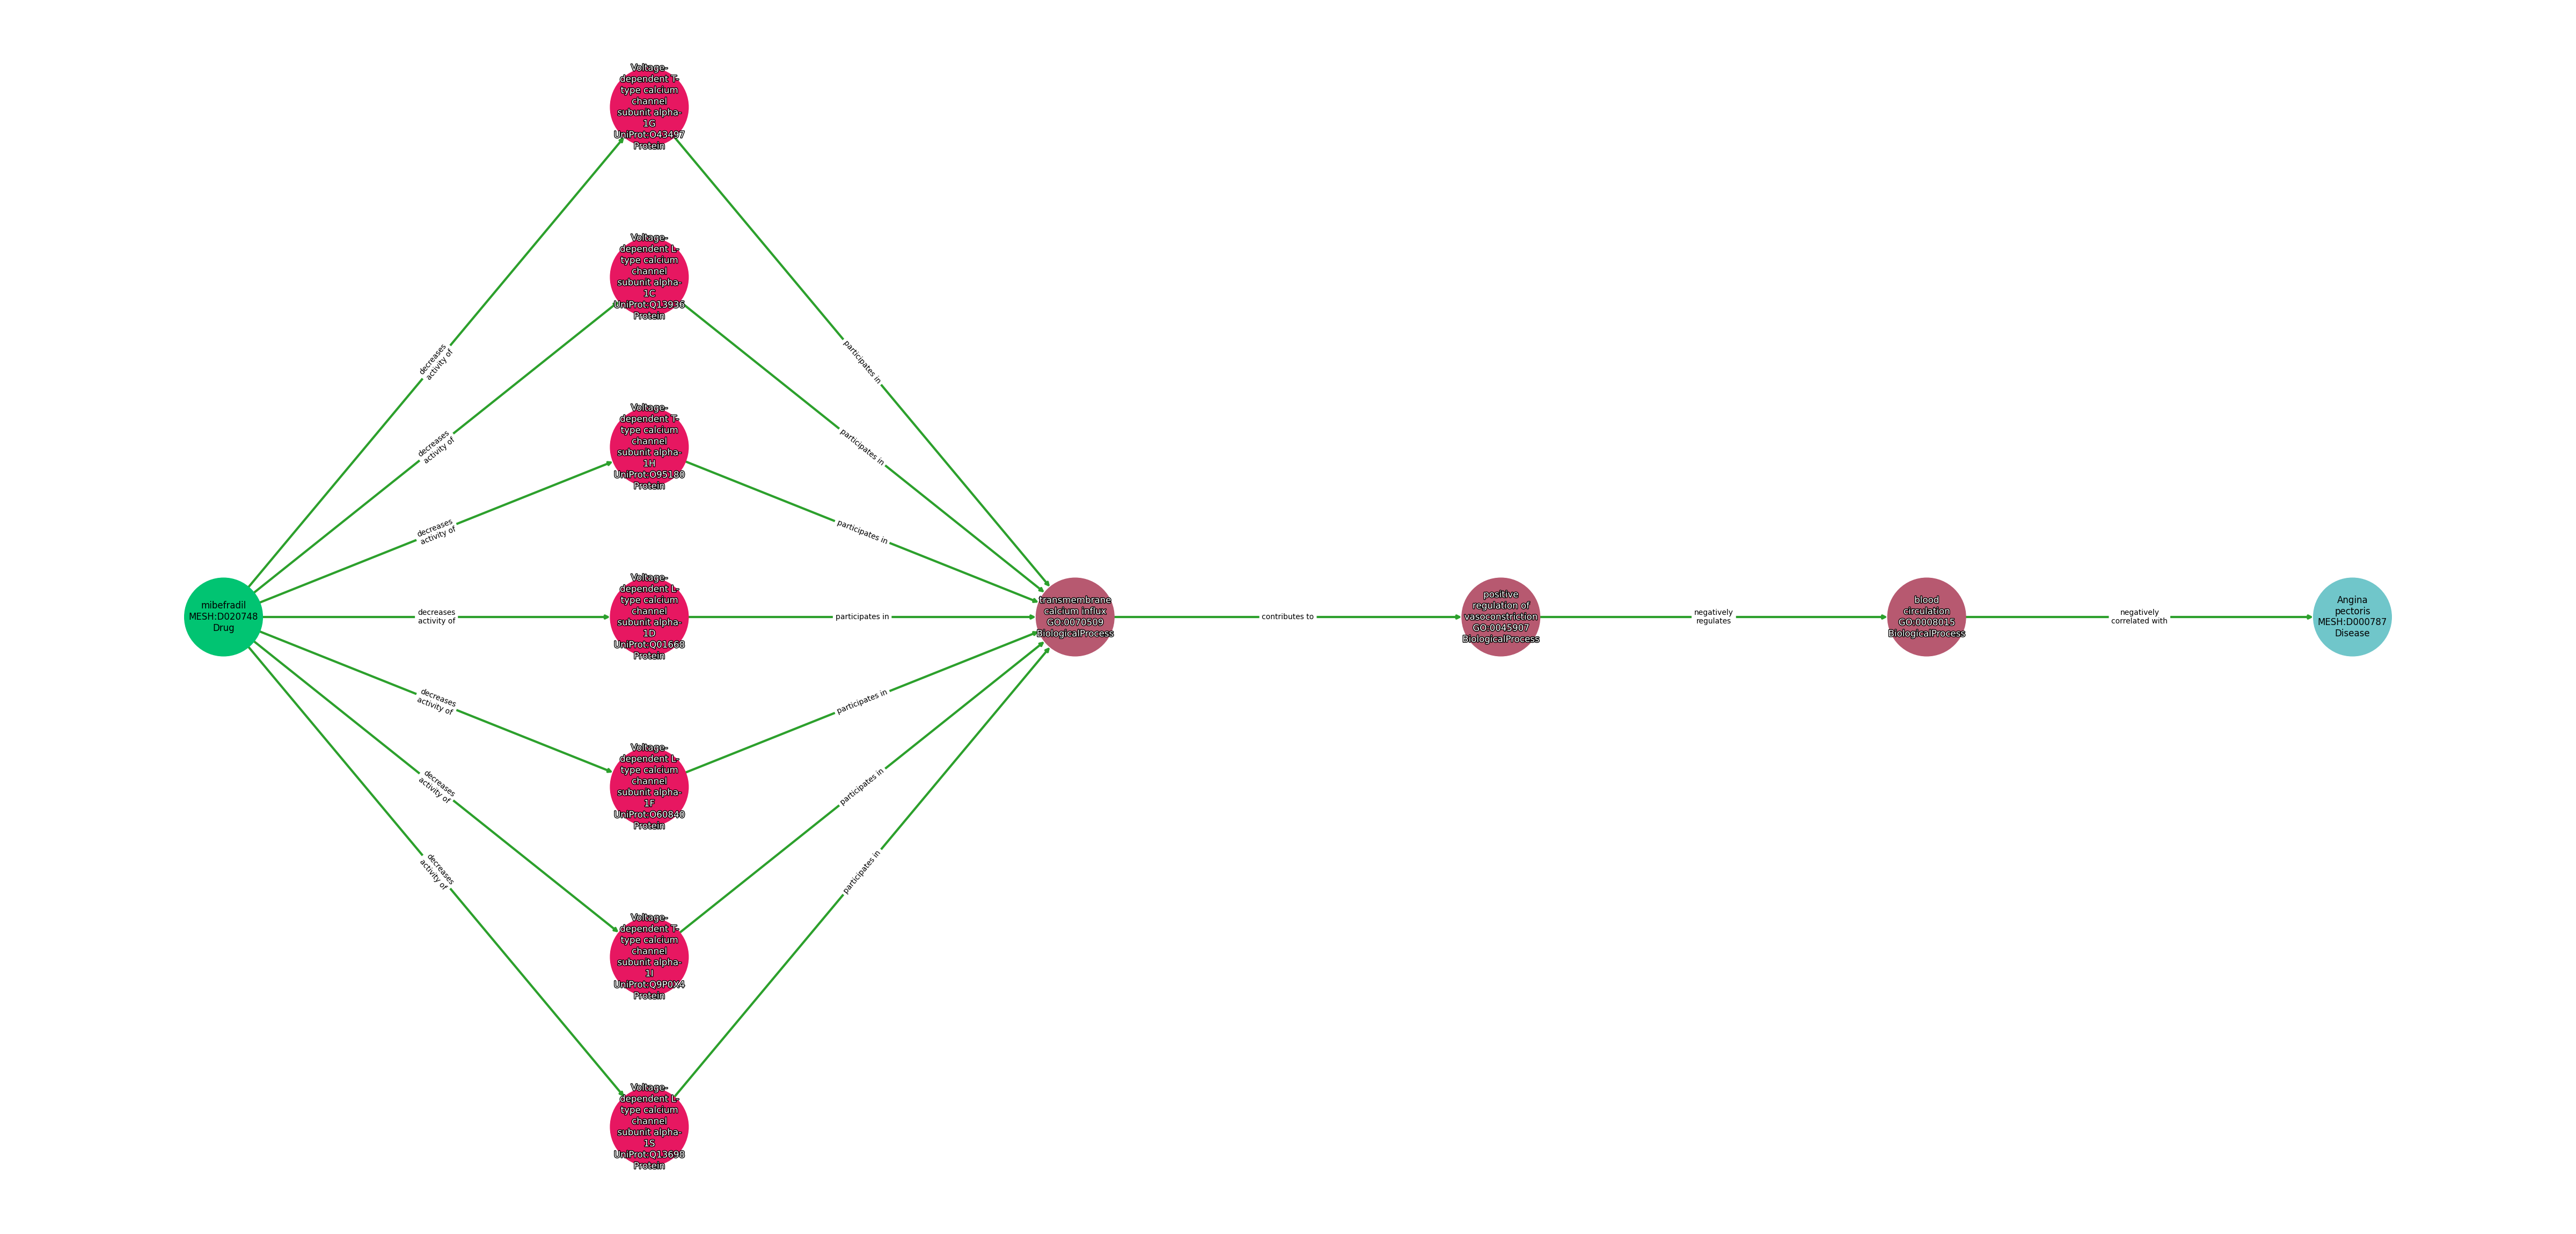 Voltage-
dependent T-
type calcium
channel
subunit alpha-
1G
UniProt:O43497
Protein
Voltage-
dependent L-
type calcium
channel
subunit alpha-
1C
UniProt:Q13936
Protein
Voltage-
dependent T-
type calcium
channel
subunit alpha-
1H
UniProt:O95180
Protein
mibefradil
MESH:D020748
Drug
Voltage-
dependent L-
type calcium
channel
subunit alpha-
1D
UniProt:Q01668
Protein
Voltage-
dependent L-
type calcium
channel
subunit alpha-
1F
UniProt:O60840
Protein
Voltage-
dependent T-
type calcium
channel
subunit alpha-
1I
UniProt:Q9P0X4
Protein
Voltage-
dependent L-
type calcium
channel
subunit alpha-
1S
UniProt:Q13698
Protein
decreases
activity of
decreases
activity of
decreases
activity of
decreases
activity of
decreases
activity of
decreases
activity of
decreases
activity of
participates in
participates in
participates in
participates in
participates in
participates in
participates in
transmembrane
calcium influx
GO:0070509
BiologicalProcess
contributes to
positive
regulation of
vasoconstriction
GO:0045907
BiologicalProcess
negatively
regulates
blood
circulation
GO:0008015
BiologicalProcess
negatively
correlated with
Angina
pectoris
MESH:D000787
Disease